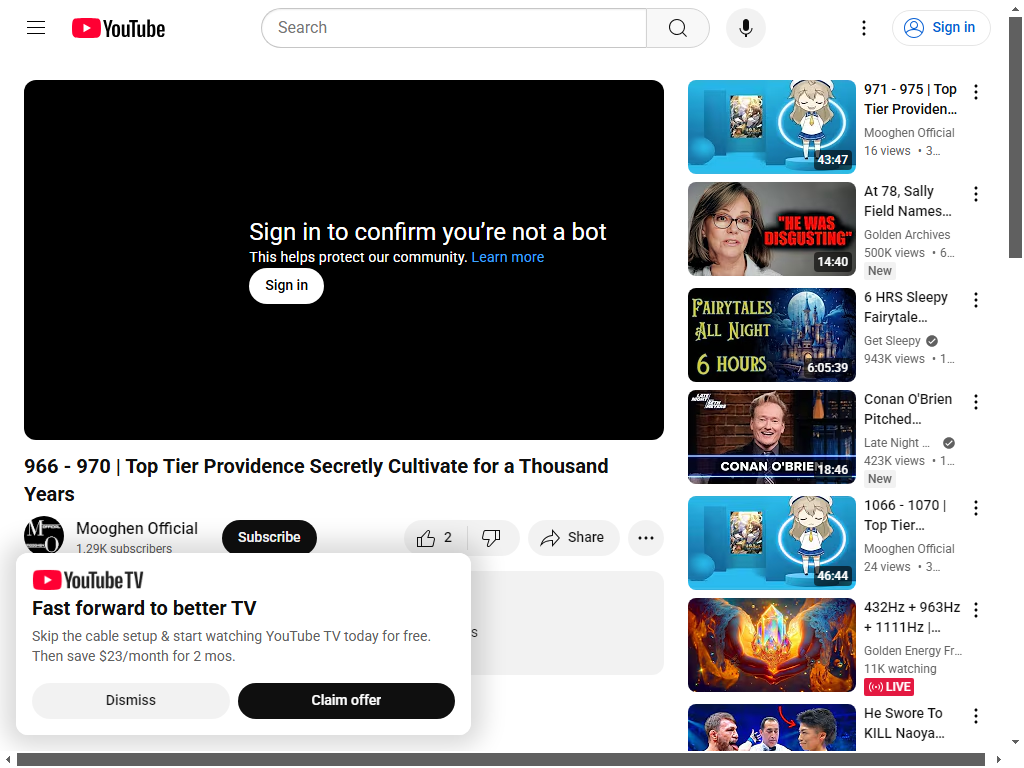 YouTube
Search
Sign in
Sign in to confirm you’re not a bot
This helps protect our community. Learn more
Sign in
966 - 970 | Top Tier Providence Secretly Cultivate for a Thousand
Years
Mooghen Official
1.29K subscribers
Subscribe
2
Share
s
YouTube TV
Fast forward to better TV
Skip the cable setup & start watching YouTube TV today for free.
Then save $23/month for 2 mos.
Dismiss
Claim offer
43:47
971 - 975 | Top
Tier Providen...
Mooghen Official
16 views • 3...
"HE WAS
DISGUSTING"
14:40
At 78, Sally
Field Names...
Golden Archives
500K views • 6...
New
FAIRYTALES
ALL NIGHT
6 HOURS
6:05:39
6 HRS Sleepy
Fairytale...
Get Sleepy
943K views • 1...
LATE
NIGHT
SETH
MEYERS
CONAN O'BRIE
18:46
Conan O'Brien
Pitched...
Late Night ...
423K views • 1...
New
46:44
1066 - 1070 |
Top Tier...
Mooghen Official
24 views • 3...
432Hz + 963Hz
+ 1111Hz |...
Golden Energy Fr...
11K watching
LIVE
He Swore To
KILL Naoya...